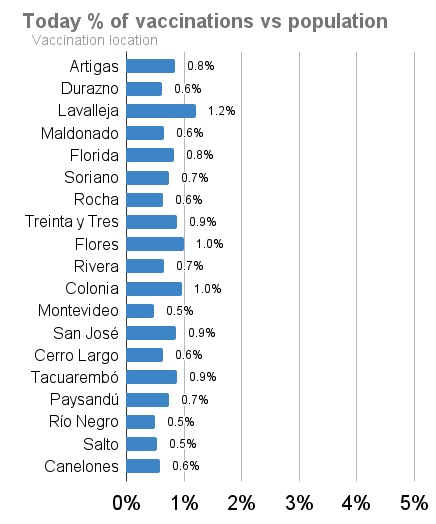 Today % of vaccinations vs population
Vaccination location
Artigas 0.8%
Durazno 0.6%
Lavalleja 1.2%
Maldonado 0.6%
Florida 0.8%
Soriano 0.7%
Rocha 0.6%
Treinta y Tres 0.9%
Flores 1.0%
Rivera 0.7%
Colonia 1.0%
Montevideo 0.5%
San José 0.9%
Cerro Largo 0.6%
Tacuarembó 0.9%
Paysandú 0.7%
Río Negro 0.5%
Salto 0.5%
Canelones 0.6%
0% 1% 2% 3% 4% 5%